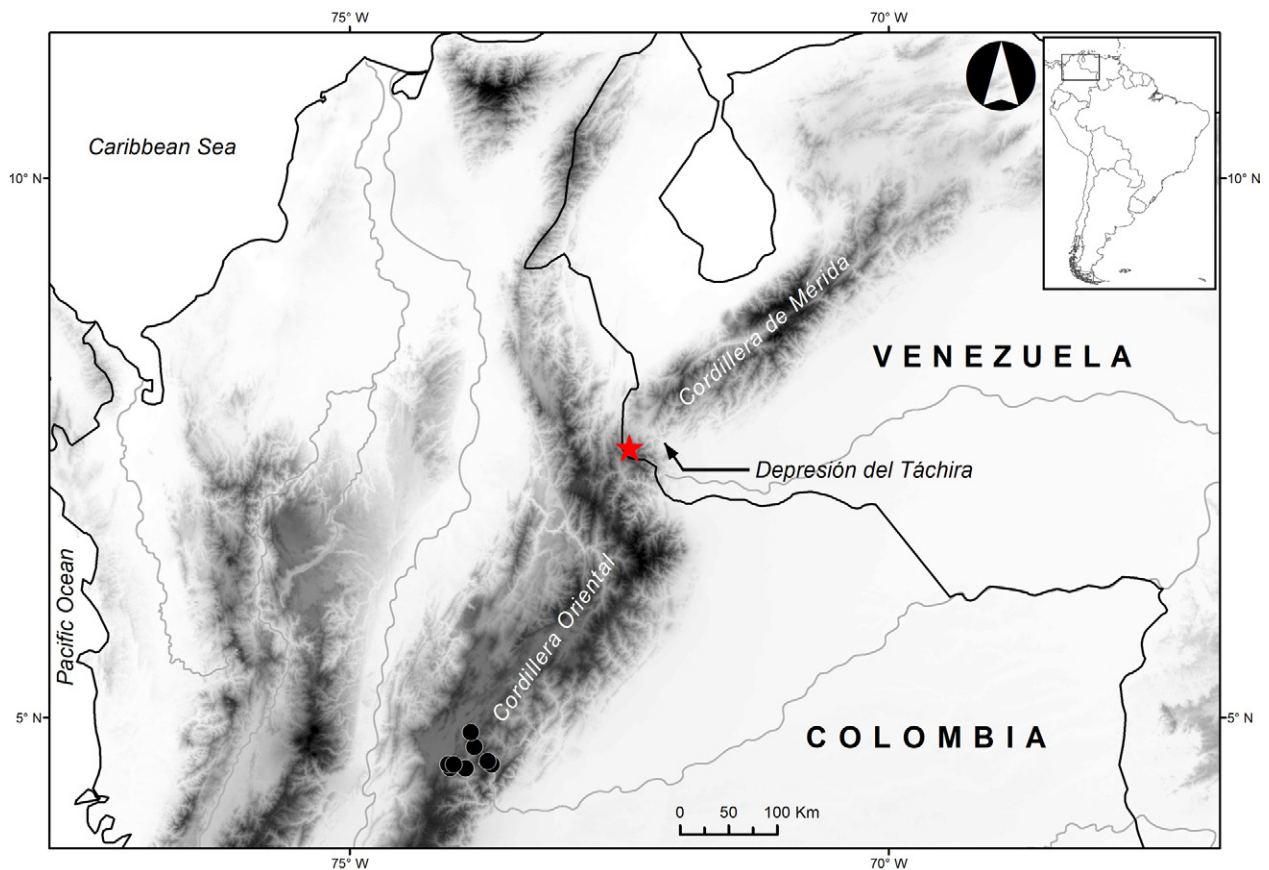 75° W
70° W
Caribbean Sea
10° N
10° N
Cordillera de Mérida
VENEZUELA
Depresión del Táchira
Pacific Ocean
Cordillera Oriental
5° N
5° N
COLOMBIA
0 50 100 Km
75° W
70° W